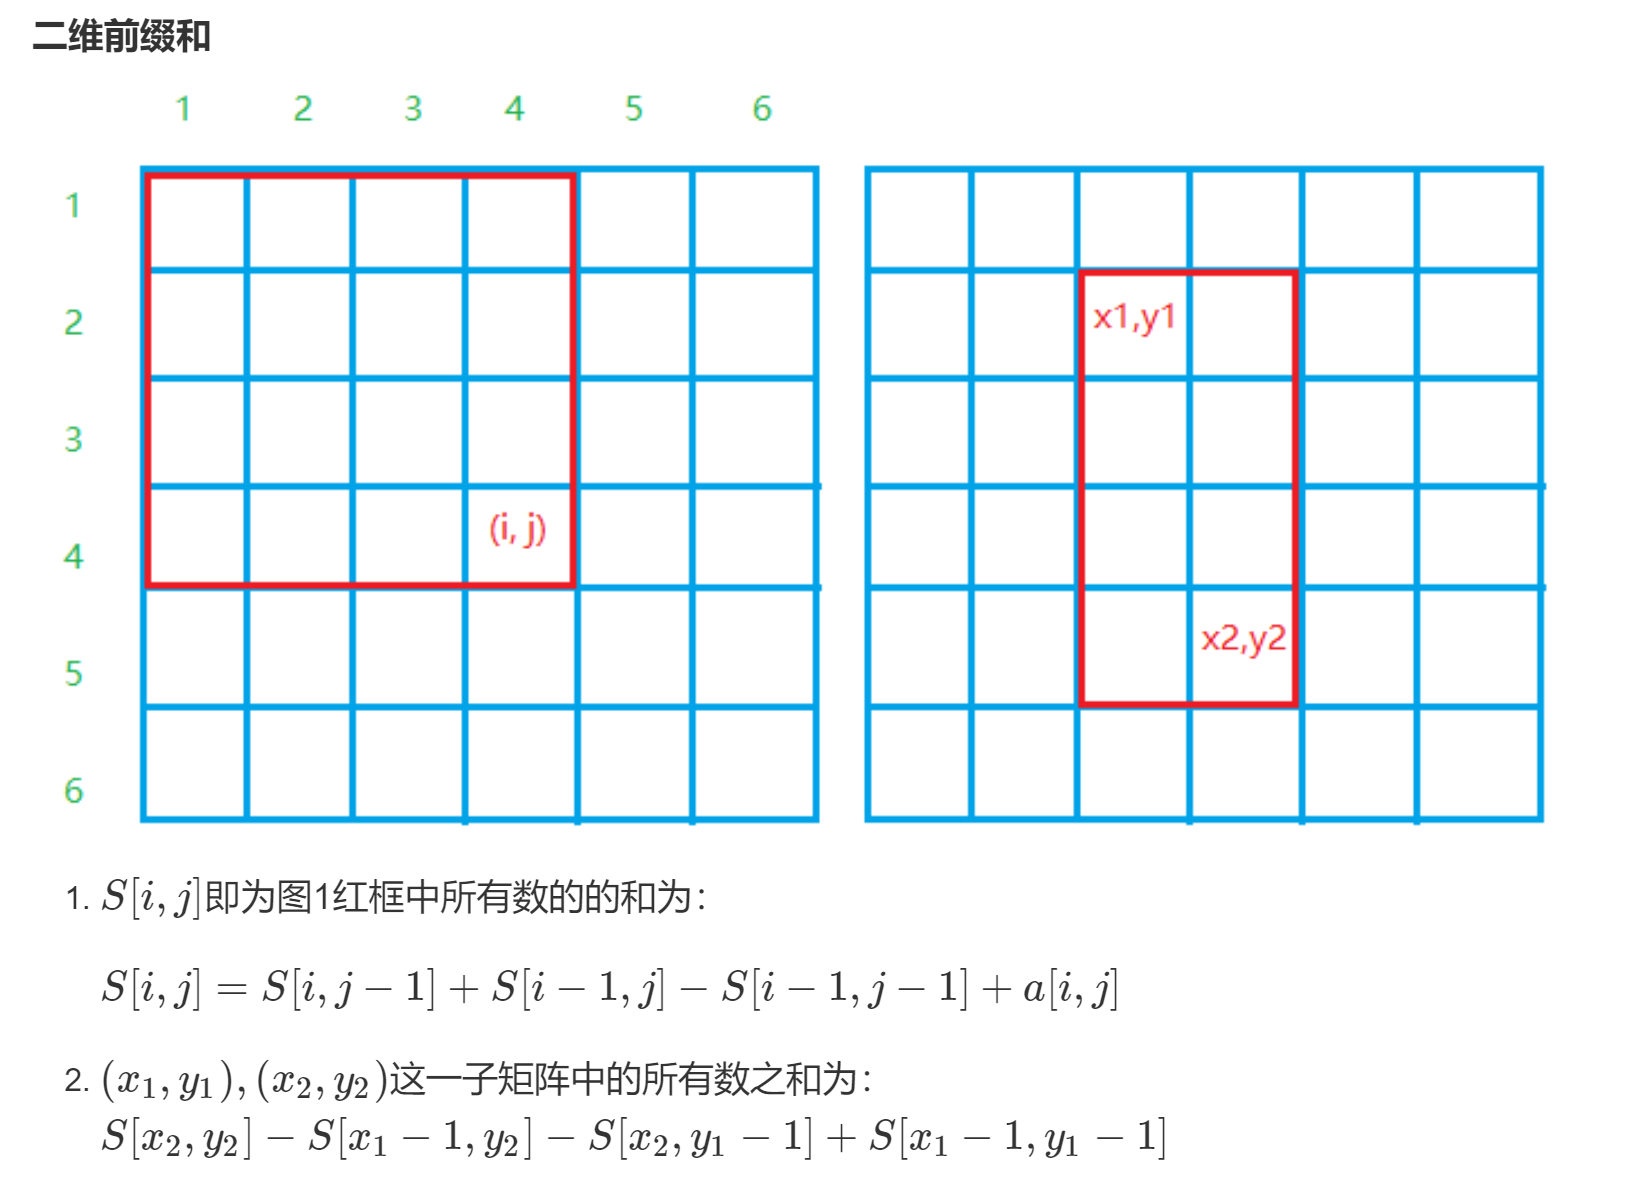 二维前缀和
1 2 3 4 5 6
1
2
x1,y1
3
(i, j)
4
x2,y2
5
6
1. S[i, j]即为图1红框中所有数的的和为：
S[i, j] = S[i, j − 1] + S[i − 1, j] − S[i − 1, j − 1] + a[i, j]
2. (x₁, y₁), (x₂, y₂)这一子矩阵中的所有数之和为：
S[x₂, y₂] − S[x₁ − 1, y₂] − S[x₂, y₁ − 1] + S[x₁ − 1, y₁ − 1]